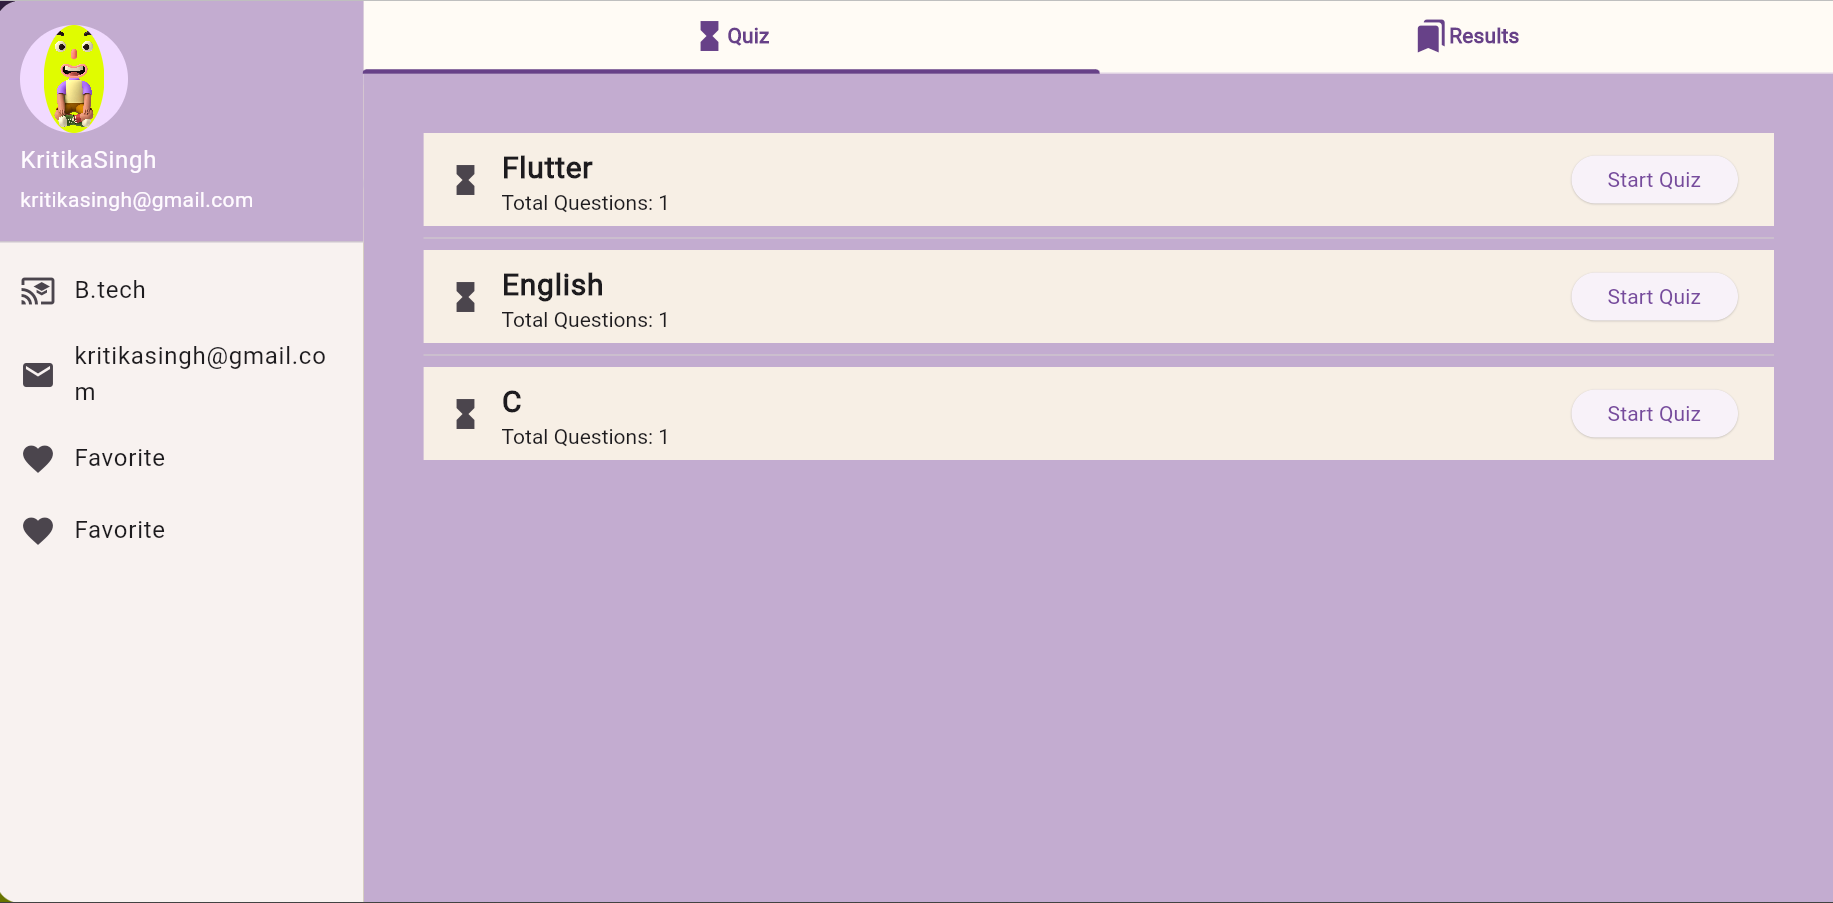 KritikaSingh
kritikasingh@gmail.com
B.tech
kritikasingh@gmail.co
m
Favorite
Favorite
Quiz
Results
Flutter
Total Questions: 1
Start Quiz
English
Total Questions: 1
Start Quiz
C
Total Questions: 1
Start Quiz